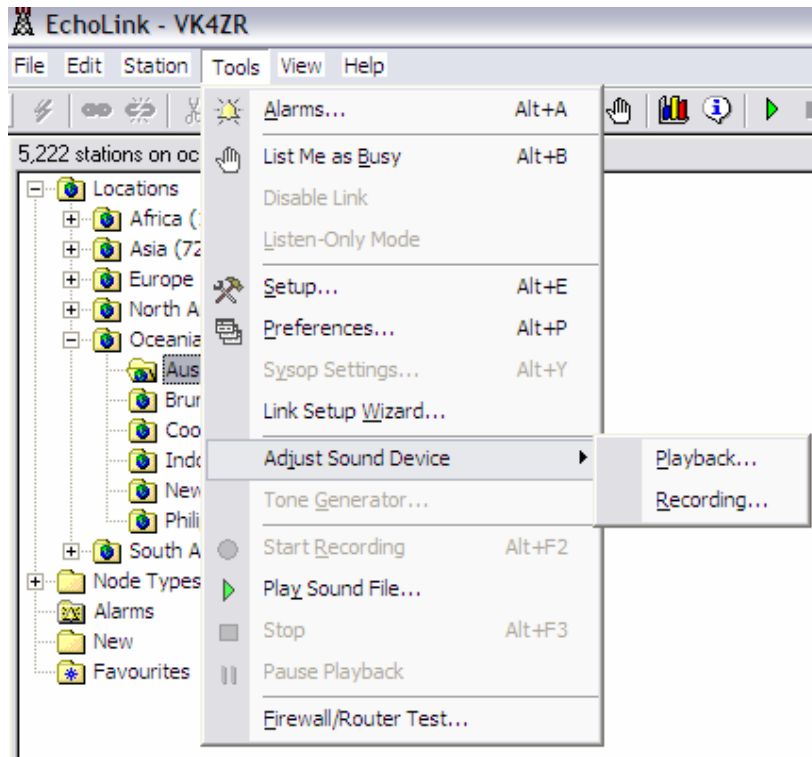 EchoLink - VK4ZR
File Edit Station Tools View Help
5,222 stations on oc
Locations
Africa (
Asia (72
Europe
North A
Oceania
Aus
Brur
Coo
Indo
New
Phili
South A
Node Types
Alarms
New
Favourites
Alarms... Alt+A
List Me as Busy Alt+B
Disable Link
Listen-Only Mode
Setup... Alt+E
Preferences... Alt+P
Sysop Settings... Alt+Y
Link Setup Wizard...
Adjust Sound Device
Tone Generator...
Start Recording Alt+F2
Play Sound File...
Stop Alt+F3
Pause Playback
Firewall/Router Test...
Playback...
Recording...